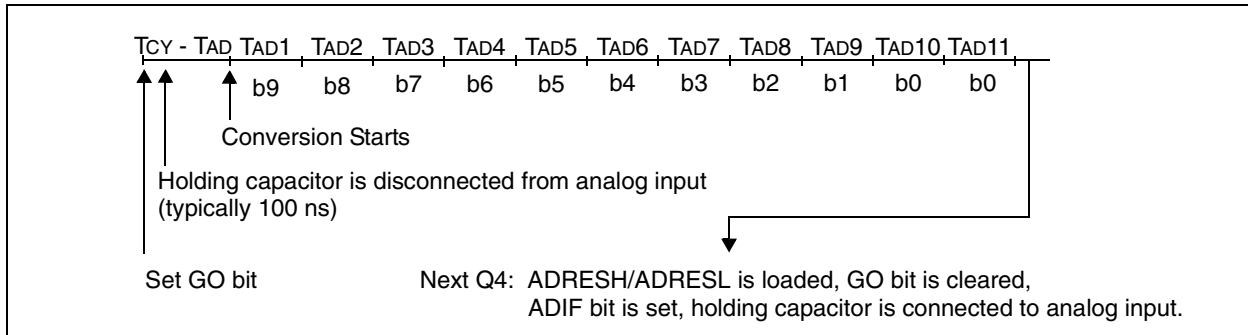 TCY - TAD TAD1 TAD2 TAD3 TAD4 TAD5 TAD6 TAD7 TAD8 TAD9 TAD10 TAD11
b9 b8 b7 b6 b5 b4 b3 b2 b1 b0 b0
Conversion Starts
Holding capacitor is disconnected from analog input
(typically 100 ns)
Set GO bit
Next Q4: ADRESH/ADRESL is loaded, GO bit is cleared,
ADIF bit is set, holding capacitor is connected to analog input.